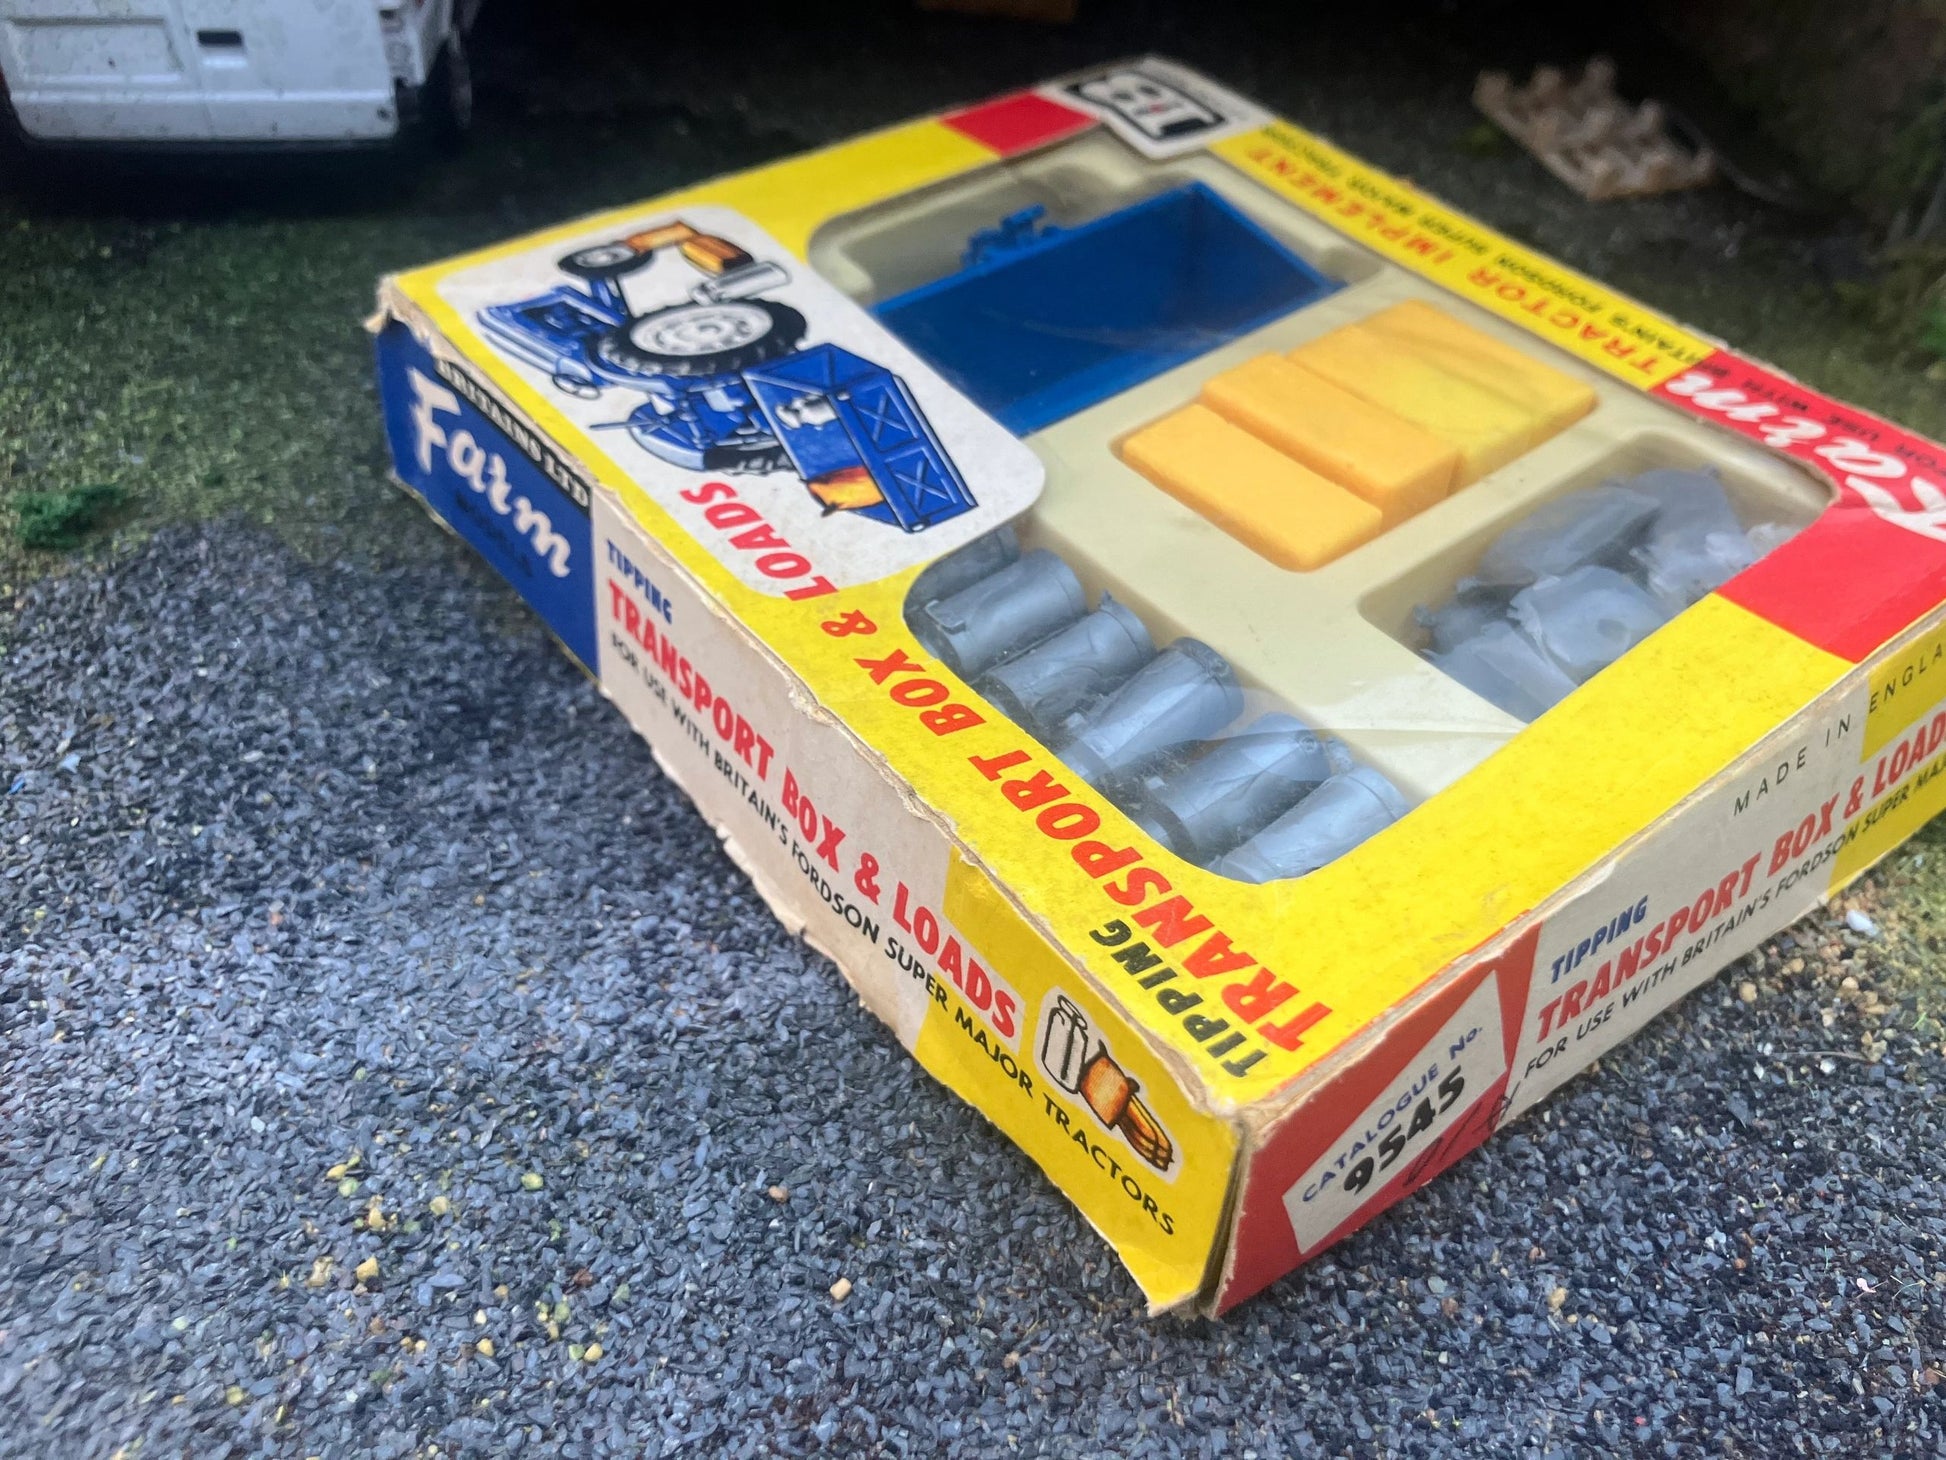 TRACTOR IMPLEMENT
FOR USE WITH BRITAIN'S FORDSON SUPER MAJOR TRACTOR
Farm
TIPPING
TRANSPORT BOX & LOADS
BRITAINS LTD
Farm
MODELS
TIPPING
TRANSPORT BOX & LOADS
FOR USE WITH BRITAIN'S FORDSON SUPER MAJOR TRACTORS
CATALOGUE No.
9545
MADE IN ENGLA
TIPPING
TRANSPORT BOX & LOAD
FOR USE WITH BRITAIN'S FORDSON SUPER MAJ